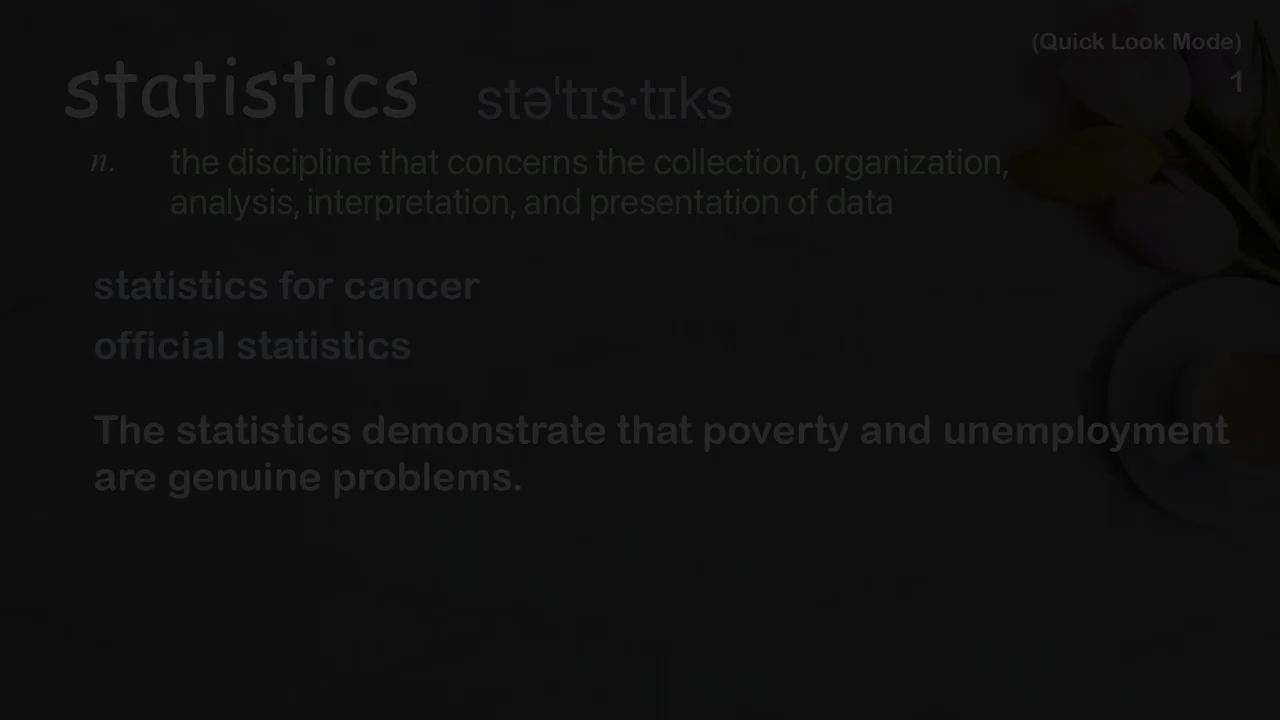 (Quick Look Mode)
1
statistics stəˈtɪs·tɪks
n. the discipline that concerns the collection, organization,
analysis, interpretation, and presentation of data
statistics for cancer
official statistics
The statistics demonstrate that poverty and unemployment
are genuine problems.